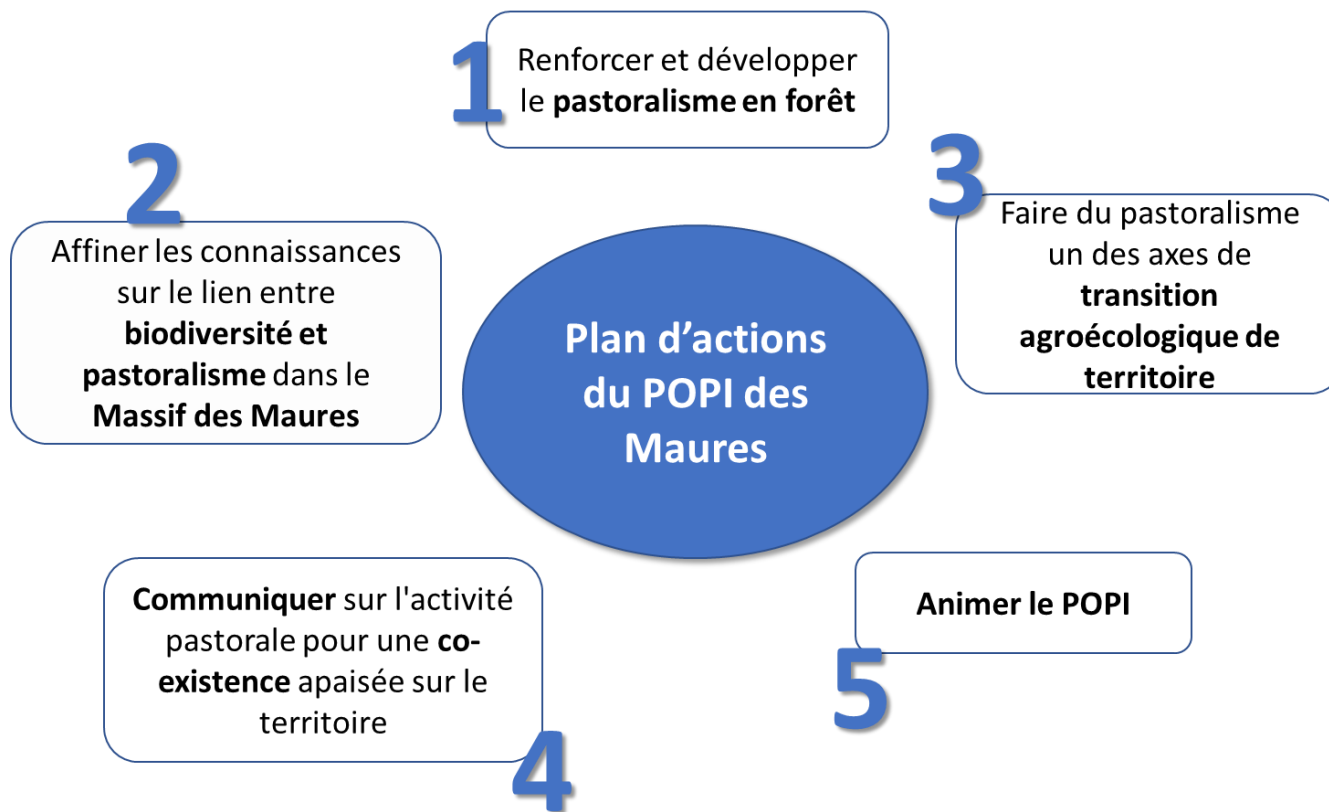 1
Renforcer et développer
le pastoralisme en forêt
2
Affiner les connaissances
sur le lien entre
biodiversité et
pastoralisme dans le
Massif des Maures
3
Faire du pastoralisme
un des axes de
transition
agroécologique de
territoire
Plan d’actions
du POPI des
Maures
4
Communiquer sur l'activité
pastorale pour une co-
existence apaisée sur le
territoire
5
Animer le POPI